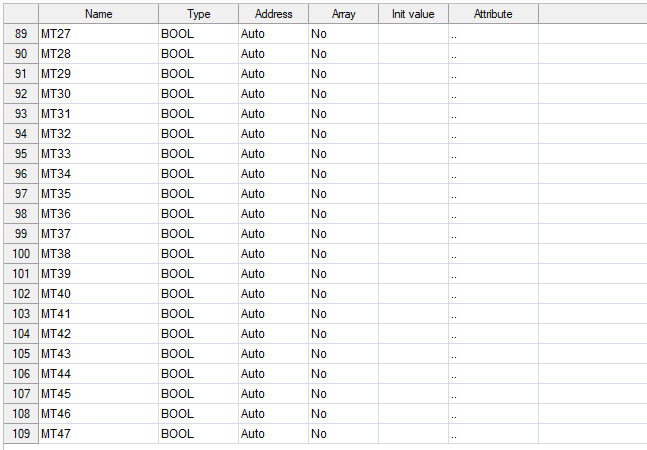 Name Type Address Array Init value Attribute
89 MT27 BOOL Auto No ..
90 MT28 BOOL Auto No ..
91 MT29 BOOL Auto No ..
92 MT30 BOOL Auto No ..
93 MT31 BOOL Auto No ..
94 MT32 BOOL Auto No ..
95 MT33 BOOL Auto No ..
96 MT34 BOOL Auto No ..
97 MT35 BOOL Auto No ..
98 MT36 BOOL Auto No ..
99 MT37 BOOL Auto No ..
100 MT38 BOOL Auto No ..
101 MT39 BOOL Auto No ..
102 MT40 BOOL Auto No ..
103 MT41 BOOL Auto No ..
104 MT42 BOOL Auto No ..
105 MT43 BOOL Auto No ..
106 MT44 BOOL Auto No ..
107 MT45 BOOL Auto No ..
108 MT46 BOOL Auto No ..
109 MT47 BOOL Auto No ..